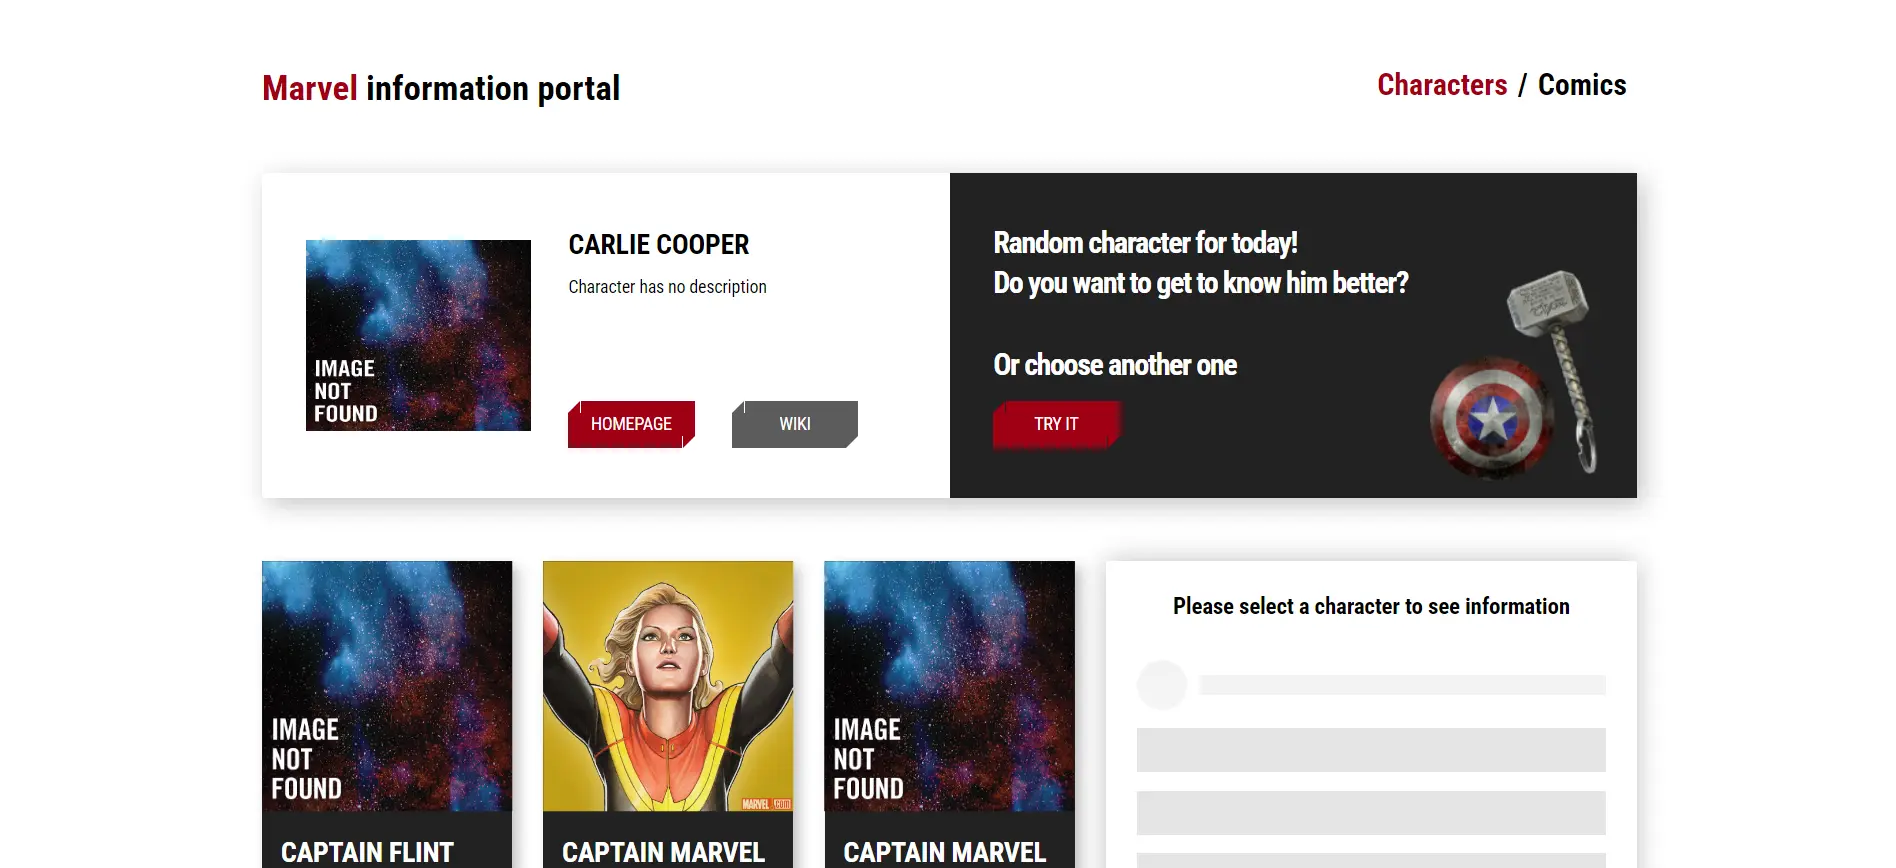 Marvel information portal
Characters / Comics
CARLIE COOPER
Character has no description
IMAGE
NOT
FOUND
HOMEPAGE
WIKI
Random character for today!
Do you want to get to know him better?
Or choose another one
TRY IT
IMAGE
NOT
FOUND
CAPTAIN FLINT
MARVEL.COM
CAPTAIN MARVEL
IMAGE
NOT
FOUND
CAPTAIN MARVEL
Please select a character to see information